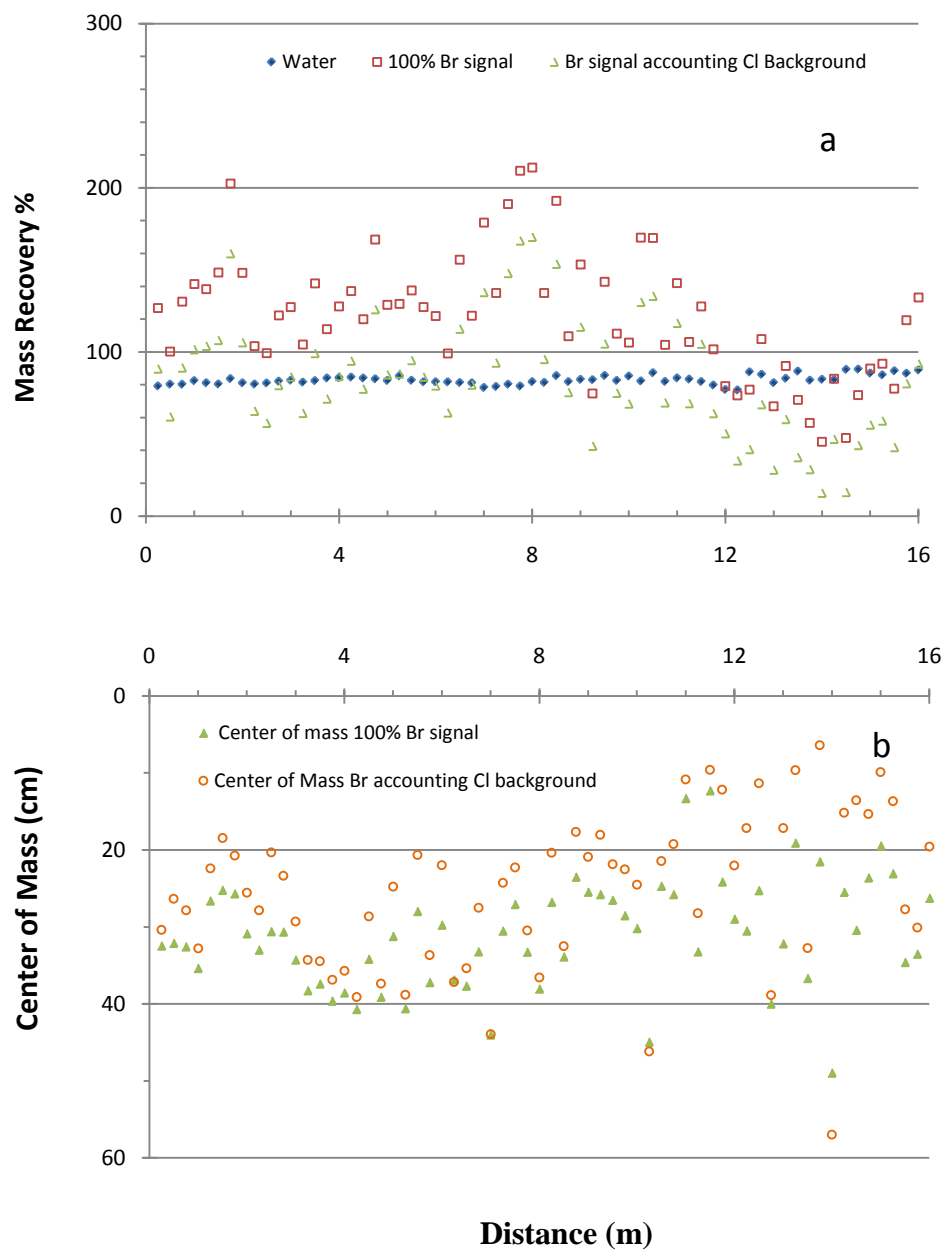 300
Water
100% Br signal
Br signal accounting Cl Background
a
200
Mass Recovery %
100
0
0 4 8 12 16
0 4 8 12 16
0
Center of mass 100% Br signal
b
Center of Mass Br accounting Cl background
Center of Mass (cm)
20
40
60
Distance (m)